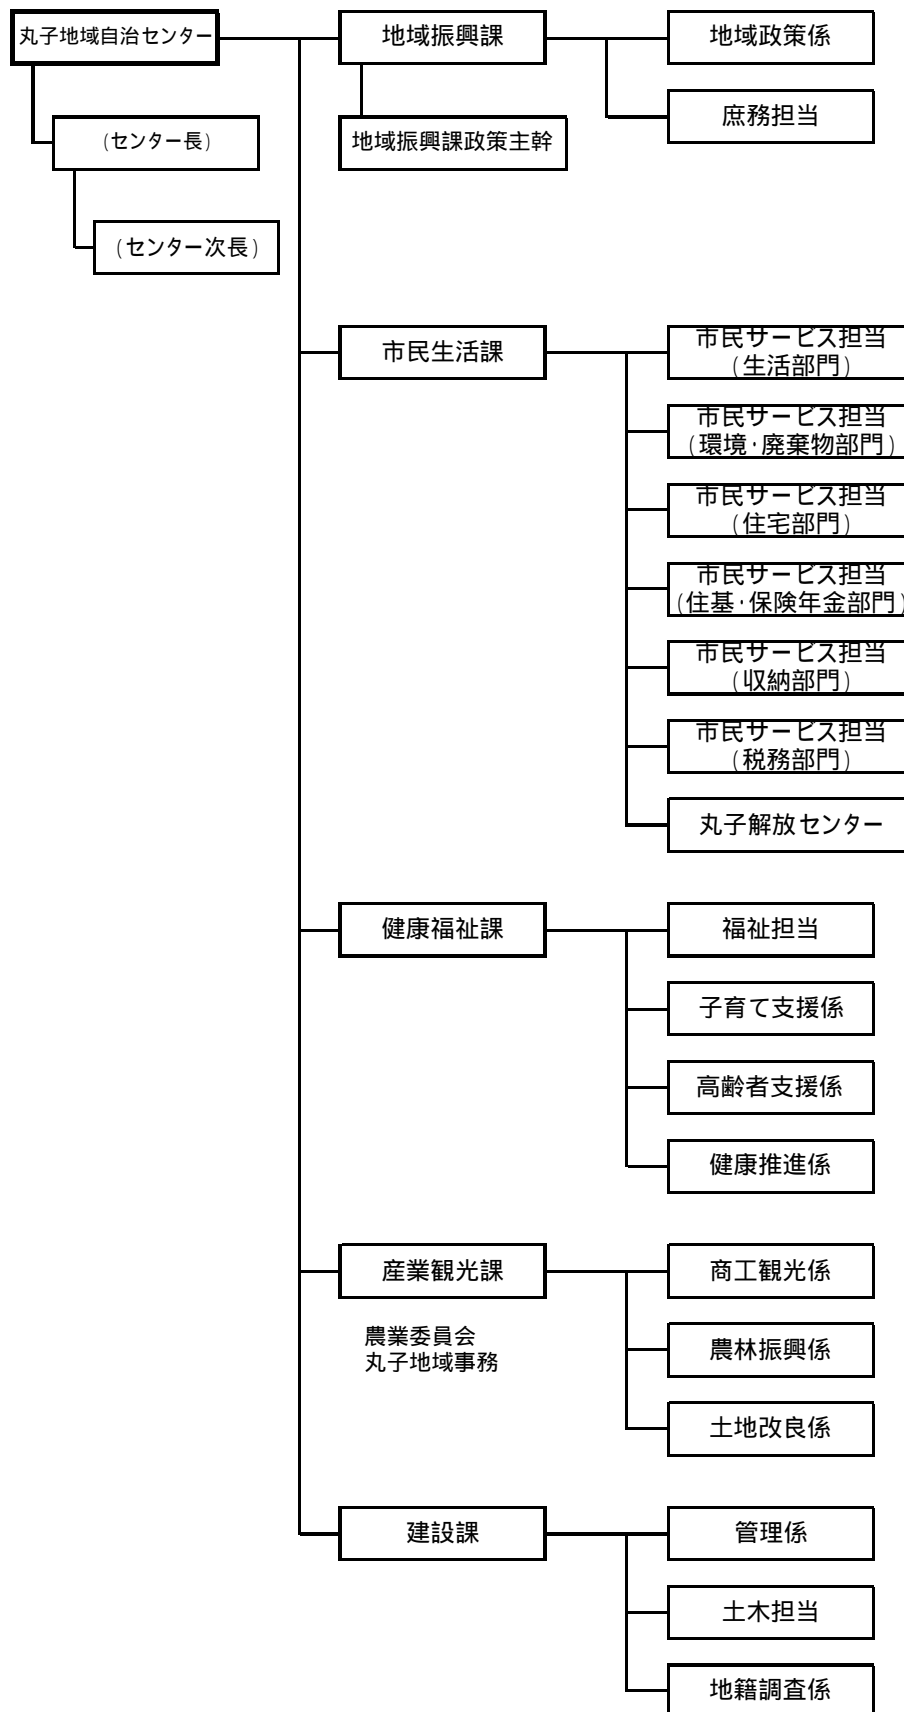 丸子地域自治センター
(センター長)
(センター次長)
地域振興課
地域振興課政策主幹
地域政策係
庶務担当
市民生活課
市民サービス担当
(生活部門)
市民サービス担当
(環境・廃棄物部門)
市民サービス担当
(住宅部門)
市民サービス担当
(住基・保険年金部門)
市民サービス担当
(収納部門)
市民サービス担当
(税務部門)
丸子解放センター
健康福祉課
福祉担当
子育て支援係
高齢者支援係
健康推進係
産業観光課
農業委員会
丸子地域事務
商工観光係
農林振興係
土地改良係
建設課
管理係
土木担当
地籍調査係